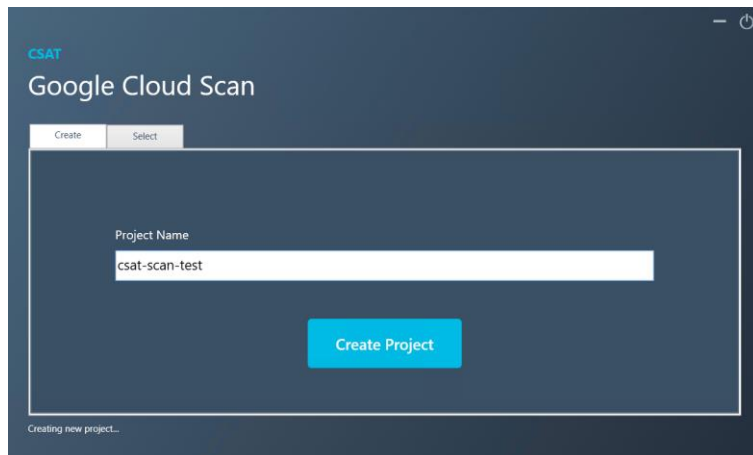 CSAT
Google Cloud Scan
Create Select
Project Name
csat-scan-test
Create Project
Creating new project...